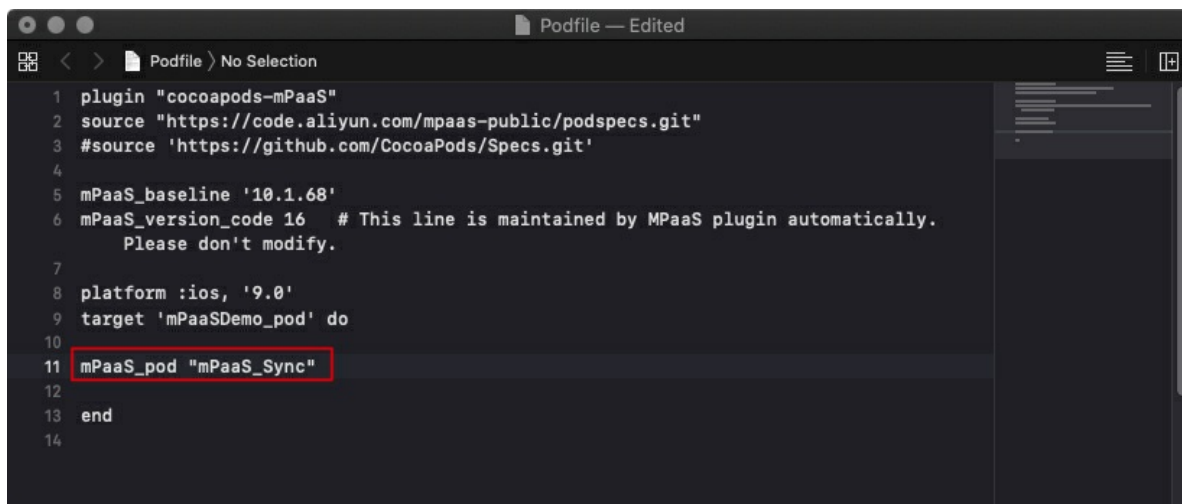 Podfile — Edited
Podfile 〉 No Selection
1 plugin "cocoapods-mPaaS"
2 source "https://code.aliyun.com/mpaas-public/podspecs.git"
3 #source 'https://github.com/CocoaPods/Specs.git'
4
5 mPaaS_baseline '10.1.68'
6 mPaaS_version_code 16   # This line is maintained by MPaaS plugin automatically.
Please don't modify.
7
8 platform :ios, '9.0'
9 target 'mPaaSDemo_pod' do
10
11 mPaaS_pod "mPaaS_Sync"
12
13 end
14